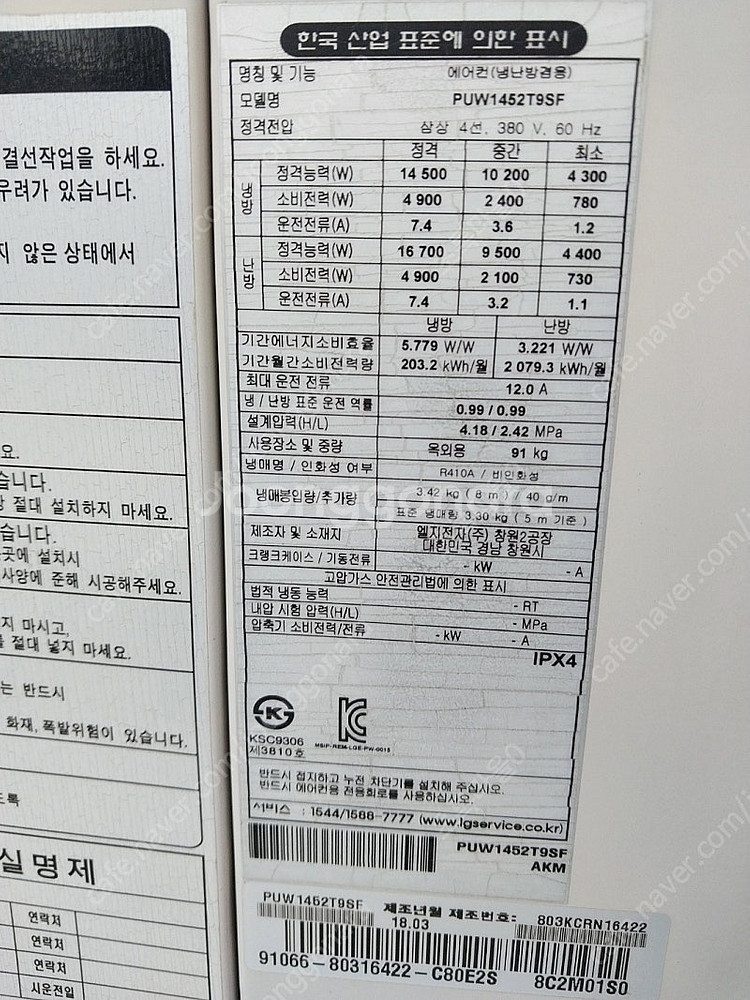 한국 산업 표준에 의한 표시
명칭 및 기능 에어컨(냉난방겸용)
모델명 PUW1452T9SF
정격전압 삼상 4선, 380 V, 60 Hz
정격 중간 최소
냉방
정격능력(W) 14 500 10 200 4 300
소비전력(W) 4 900 2 400 780
운전전류(A) 7.4 3.6 1.2
난방
정격능력(W) 16 700 9 500 4 400
소비전력(W) 4 900 2 100 730
운전전류(A) 7.4 3.2 1.1
냉방 난방
기간에너지소비효율 5.779 W/W 3.221 W/W
기간월간소비전력량 203.2 kWh/월 2 079.3 kWh/월
최대 운전 전류 12.0 A
냉 / 난방 표준 운전 역률 0.99 / 0.99
설계압력(H/L) 4.18 / 2.42 MPa
사용장소 및 중량 옥외용 91 kg
냉매명 / 인화성 여부 R410A / 비인화성
냉매봉입량/추가량 3.42 kg ( 8 m ) / 40 g/m
표준 냉매량 3.30 kg ( 5 m 기준 )
제조자 및 소재지 엘지전자(주) 창원2공장
대한민국 경남 창원시
크랭크케이스 / 기동전류 - kW - A
고압가스 안전관리법에 의한 표시
법적 냉동 능력 - RT
내압 시험 압력(H/L) - MPa
압축기 소비전력/전류 - kW - A
IPX4
KSC9306
제3810호
MSIP-REM-LGE-PW-0015
반드시 접지하고 누전 차단기를 설치해 주십시오.
반드시 에어컨용 전용회로를 사용하십시오.
서비스 : 1544/1588-7777 (www.lgservice.co.kr)
PUW1452T9SF
AKM
PUW1452T9SF 제조년월 제조번호: 803KCRN16422
18.03
91066-80316422-C80E2S 8C2M01S0
결선작업을 하세요.
우려가 있습니다.
지 않은 상태에서
요.
습니다.
절대 설치하지 마세요.
습니다.
곳에 설치시
사양에 준해 시공해주세요.
지 마시고,
를 절대 넣지 마세요.
는 반드시
화재, 폭발위험이 있습니다.
도록
실명제
연락처
연락처
연락처
시운전일